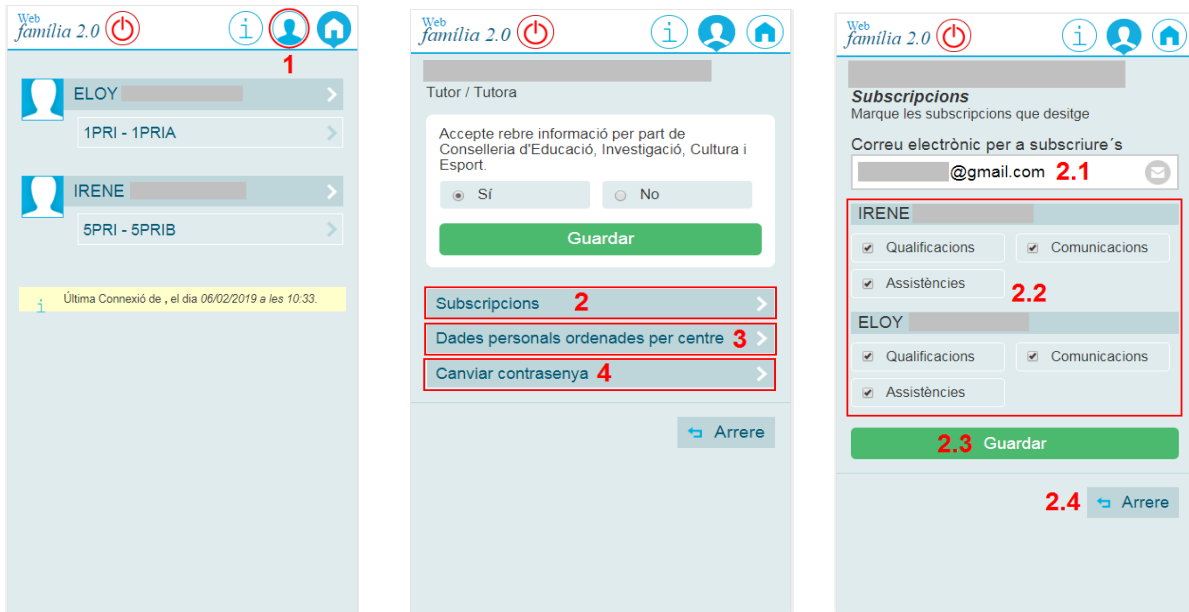 Web
família 2.0
i
1
ELOY
1PRI - 1PRIA
IRENE
5PRI - 5PRIB
i
Última Connexió de , el dia 06/02/2019 a les 10:33.
Web
família 2.0
i
Tutor / Tutora
Accepte rebre informació per part de
Conselleria d'Educació, Investigació, Cultura i
Esport.
Sí
No
Guardar
Subscripcions 2
Dades personals ordenades per centre 3
Canviar contrasenya 4
Arrere
Web
família 2.0
i
Subscripcions
Marque les subscripcions que desitge
Correu electrònic per a subscriure´s
@gmail.com 2.1
IRENE
Qualificacions
Comunicacions
Assistències
2.2
ELOY
Qualificacions
Comunicacions
Assistències
2.3 Guardar
2.4 Arrere